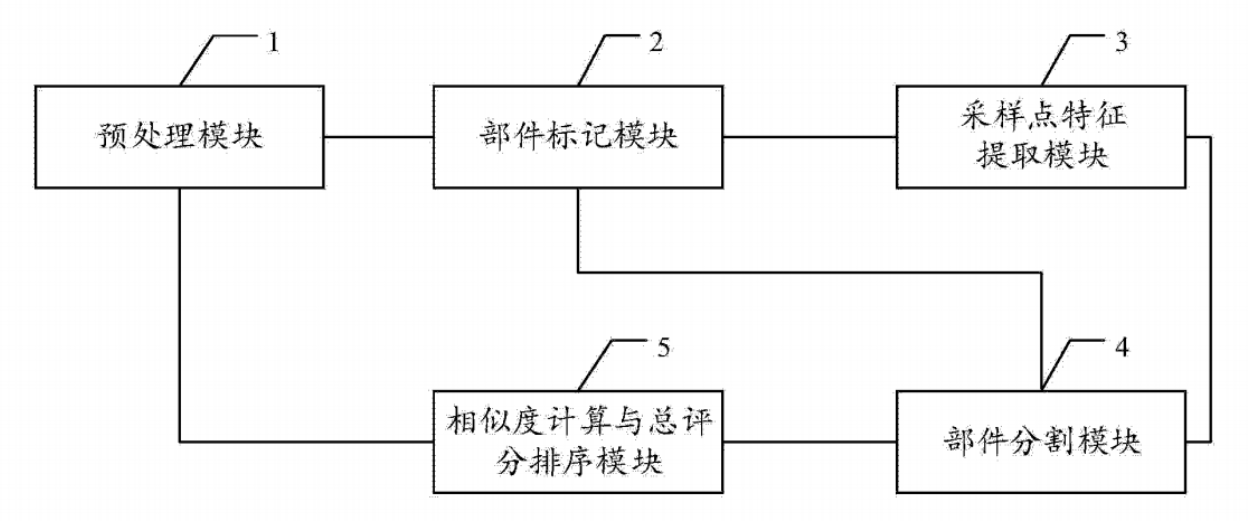 1
2
3
预处理模块
部件标记模块
采样点特征
提取模块
5
4
相似度计算与总评
分排序模块
部件分割模块